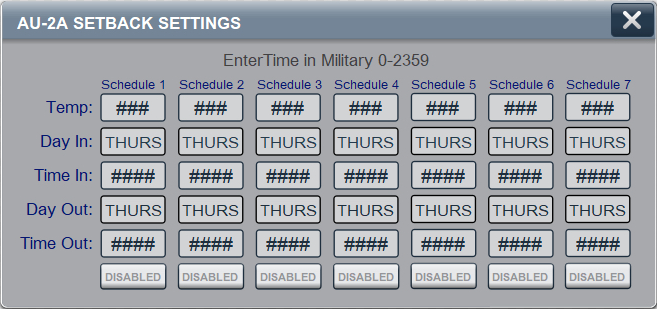 AU-2A SETBACK SETTINGS
EnterTime in Military 0-2359
Schedule 1 Schedule 2 Schedule 3 Schedule 4 Schedule 5 Schedule 6 Schedule 7
Temp: ### ### ### ### ### ### ###
Day In: THURS THURS THURS THURS THURS THURS THURS
Time In: #### #### #### #### #### #### ####
Day Out: THURS THURS THURS THURS THURS THURS THURS
Time Out: #### #### #### #### #### #### ####
DISABLED DISABLED DISABLED DISABLED DISABLED DISABLED DISABLED